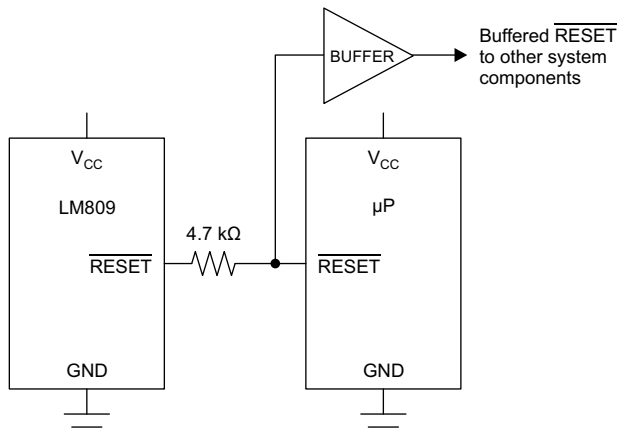 BUFFER
Buffered RESET
to other system
components
VCC
LM809
RESET
GND
4.7 kΩ
VCC
µP
RESET
GND